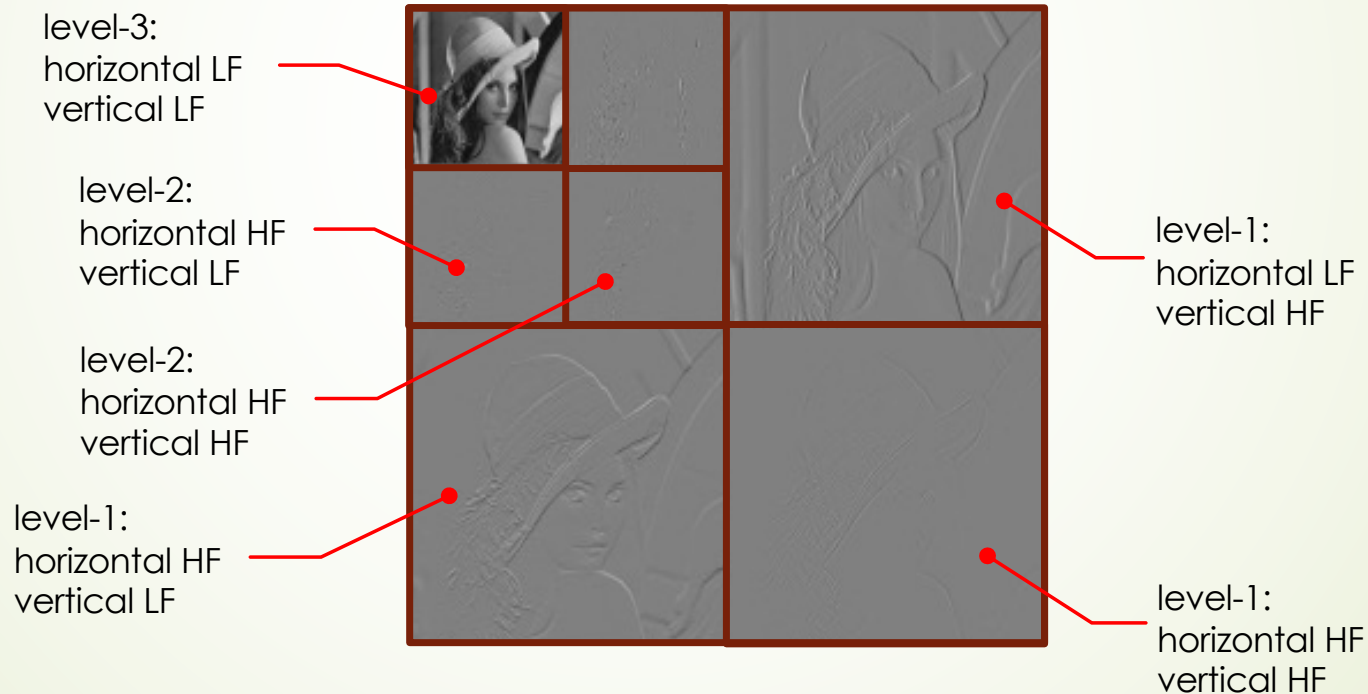 level-3:
horizontal LF
vertical LF
level-2:
horizontal HF
vertical LF
level-2:
horizontal HF
vertical HF
level-1:
horizontal HF
vertical LF
level-1:
horizontal LF
vertical HF
level-1:
horizontal HF
vertical HF